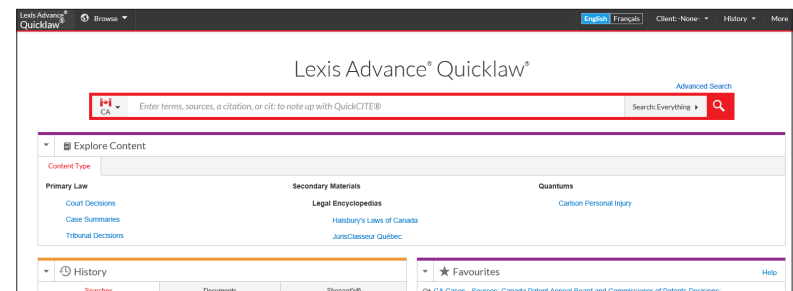 Lexis Advance® Quicklaw® Browse English Français Client: -None- History More
Lexis Advance® Quicklaw®
Advanced Search
CA Enter terms, sources, a citation, or cit: to note up with QuickCITE® Search: Everything
Explore Content
Content Type
Primary Law Secondary Materials Quantums
Court Decisions Legal Encyclopedias Carlson Personal Injury
Case Summaries Halsbury's Laws of Canada
Tribunal Decisions JurisClasseur Québec
History Favourites Help
Searches Documents Shepard's® CA Cases - Sources: Canada Patent Appeal Board and Commissioner of Patents Decisions;